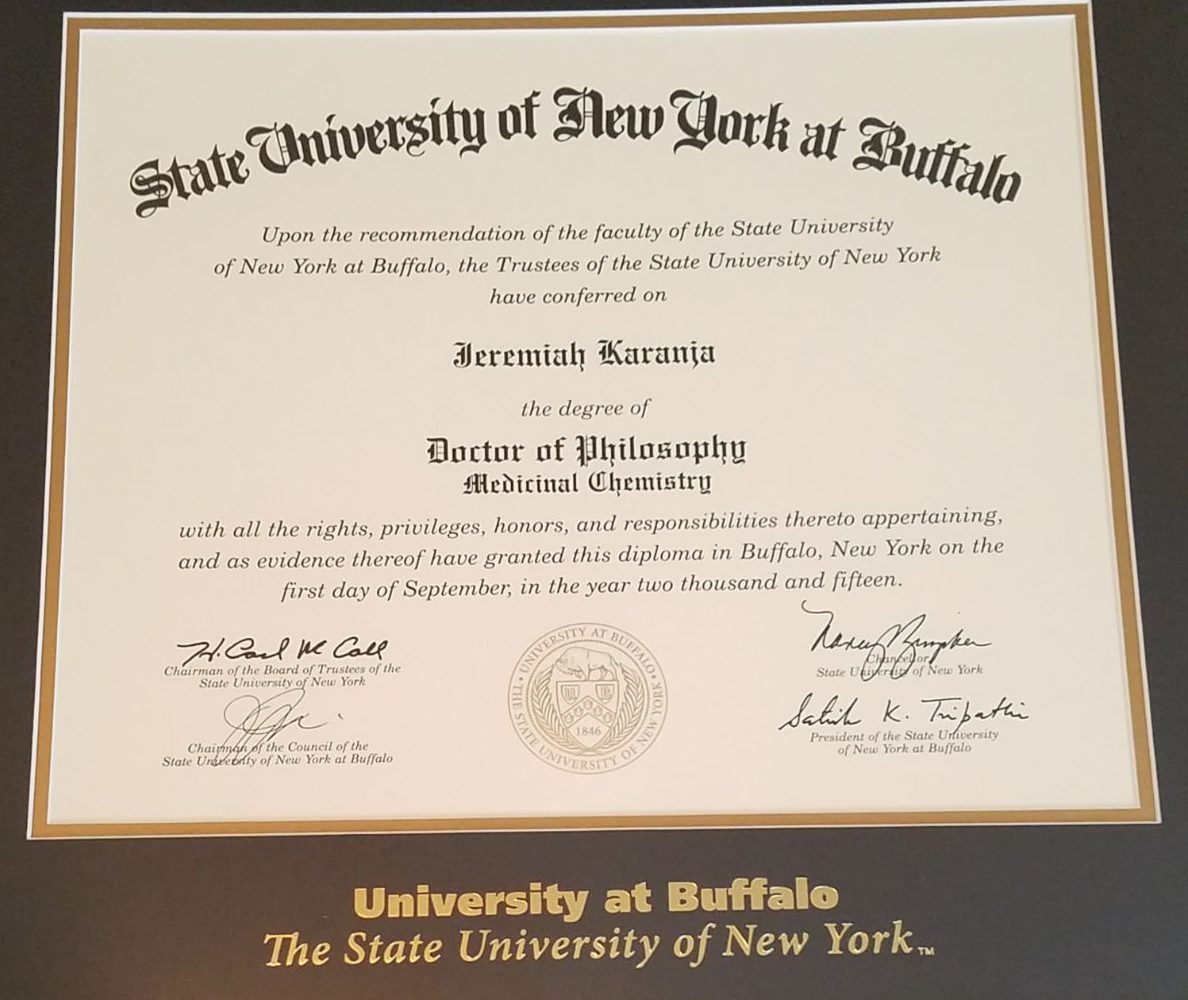 State University of New York at Buffalo
Upon the recommendation of the faculty of the State University
of New York at Buffalo, the Trustees of the State University of New York
have conferred on
Jeremiah Karanja
the degree of
Doctor of Philosophy
Medicinal Chemistry
with all the rights, privileges, honors, and responsibilities thereto appertaining,
and as evidence thereof have granted this diploma in Buffalo, New York on the
first day of September, in the year two thousand and fifteen.
H. Carl McCall
Chairman of the Board of Trustees of the
State University of New York
Chairman of the Council of the
State University of New York at Buffalo
THE STATE UNIVERSITY OF NEW YORK • UNIVERSITY AT BUFFALO •
1846
Nancy Zimpher
Chancellor
State University of New York
Satish K. Tripathi
President of the State University
of New York at Buffalo
University at Buffalo
The State University of New York™